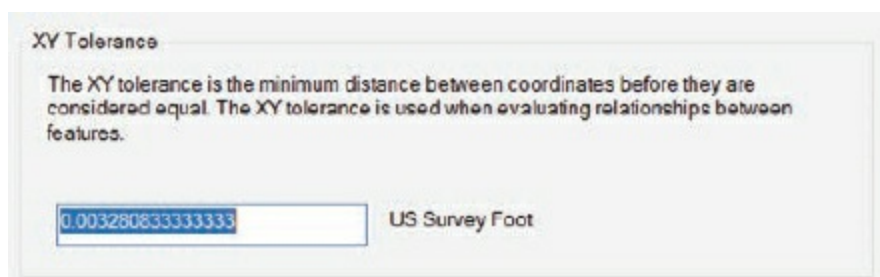 XY Tolerance
The XY tolerance is the minimum distance between coordinates before they are
considered equal. The XY tolerance is used when evaluating relationships between
features.
0.003280833333333 US Survey Foot